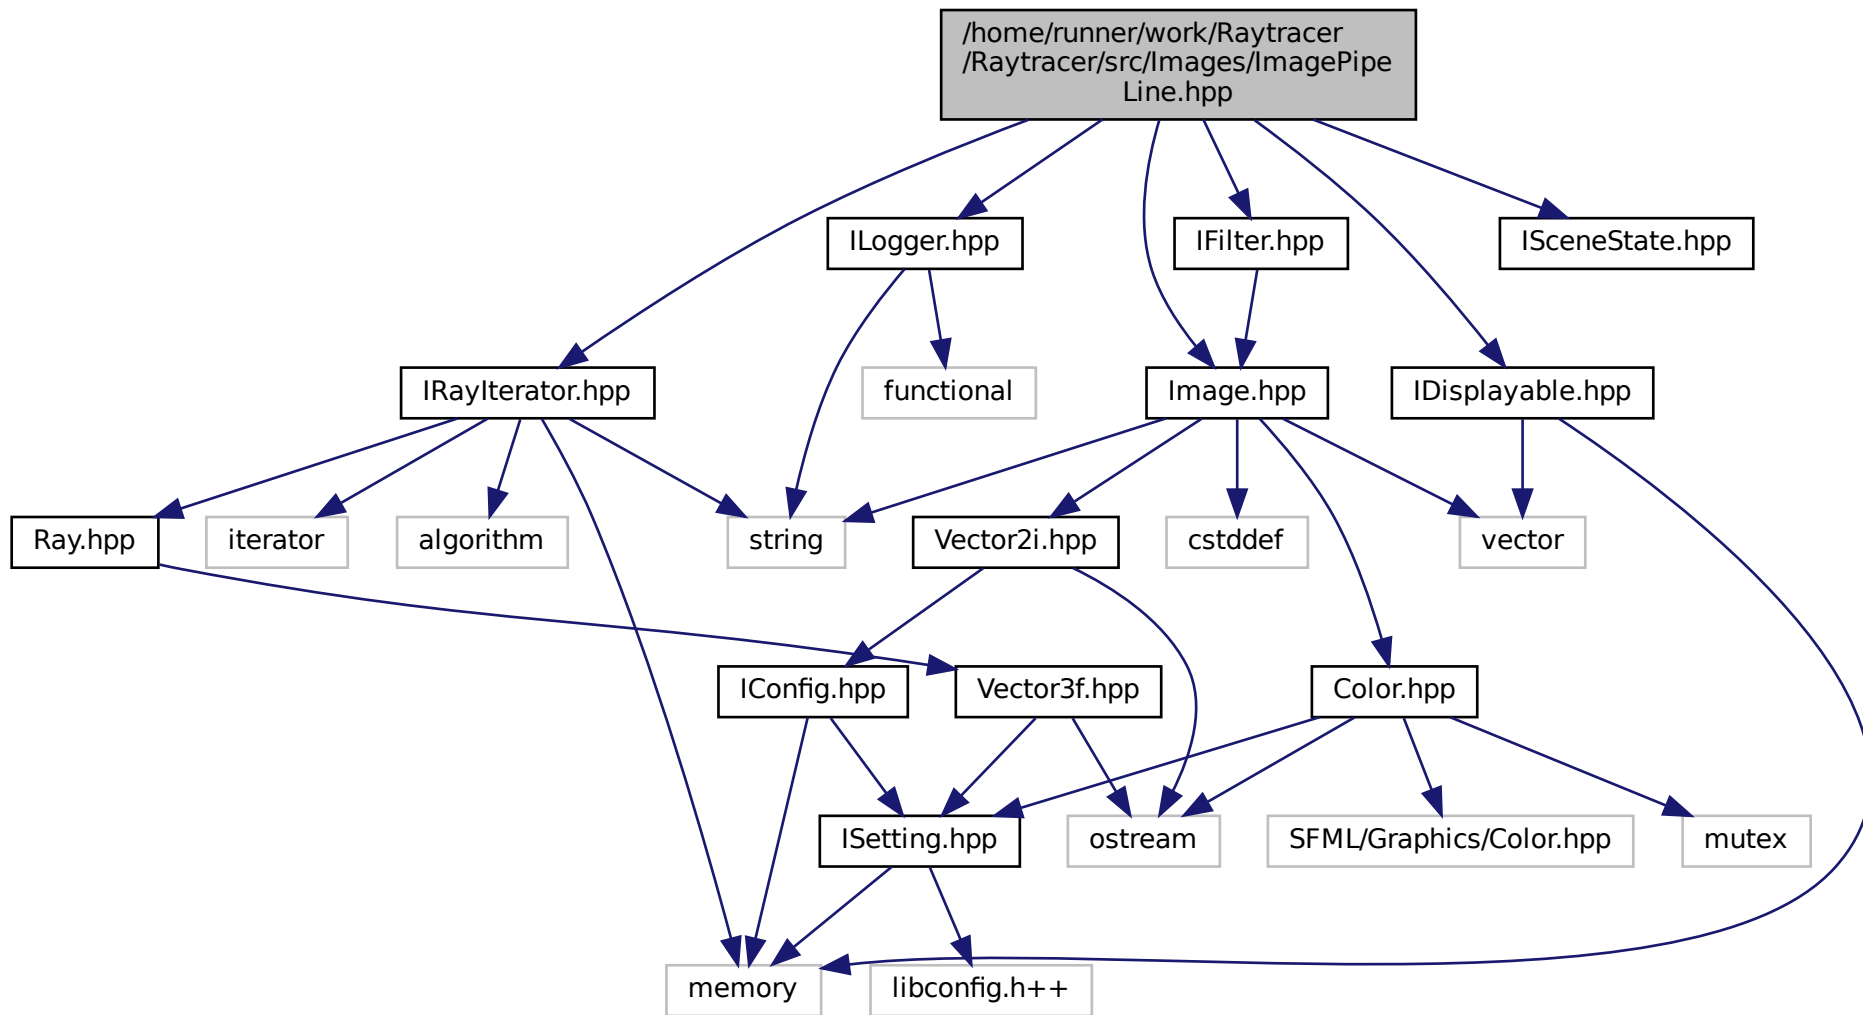 /home/runner/work/Raytracer
/Raytracer/src/Images/ImagePipe
Line.hpp
ILogger.hpp
IFilter.hpp
ISceneState.hpp
IRayIterator.hpp
functional
Image.hpp
IDisplayable.hpp
Ray.hpp
iterator
algorithm
string
Vector2i.hpp
cstddef
vector
IConfig.hpp
Vector3f.hpp
Color.hpp
ISetting.hpp
ostream
SFML/Graphics/Color.hpp
mutex
memory
libconfig.h++